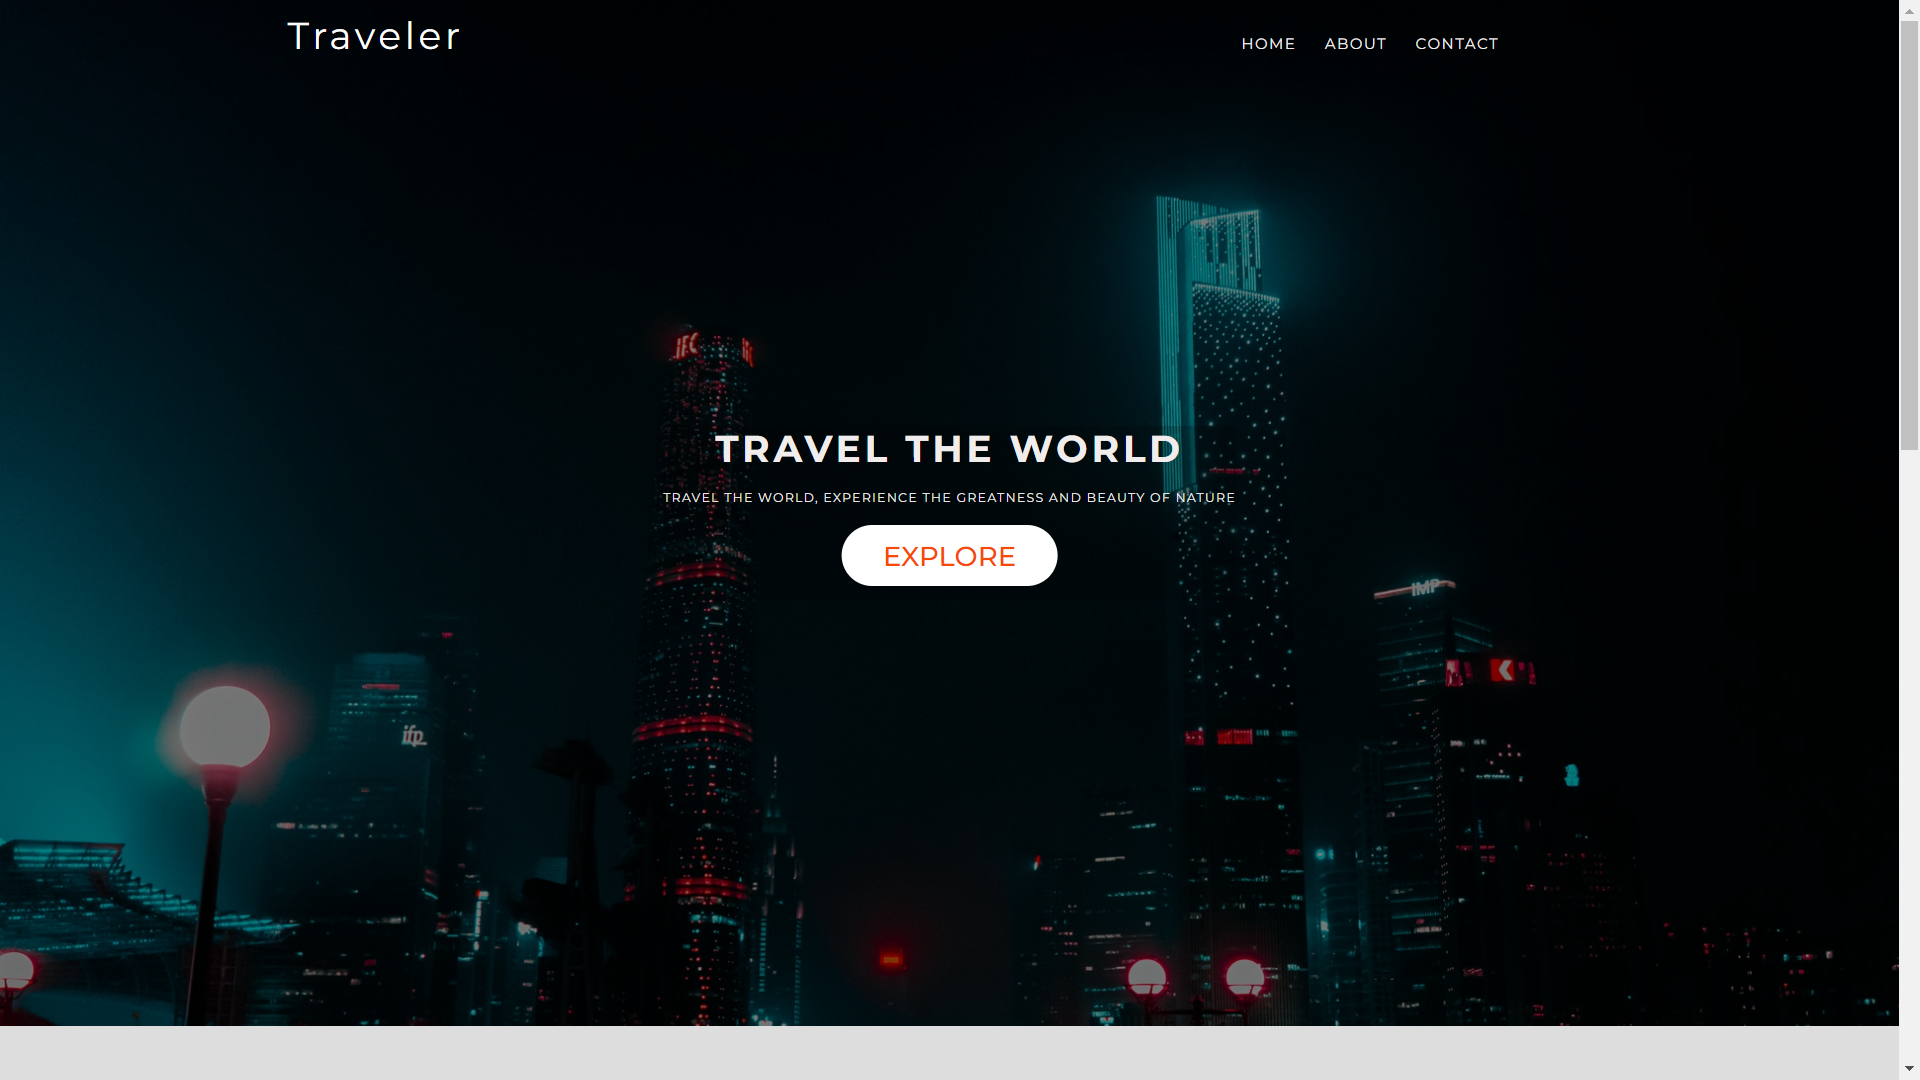 Traveler
HOME ABOUT CONTACT
IFC
TRAVEL THE WORLD
TRAVEL THE WORLD, EXPERIENCE THE GREATNESS AND BEAUTY OF NATURE
EXPLORE
IMP
ifp